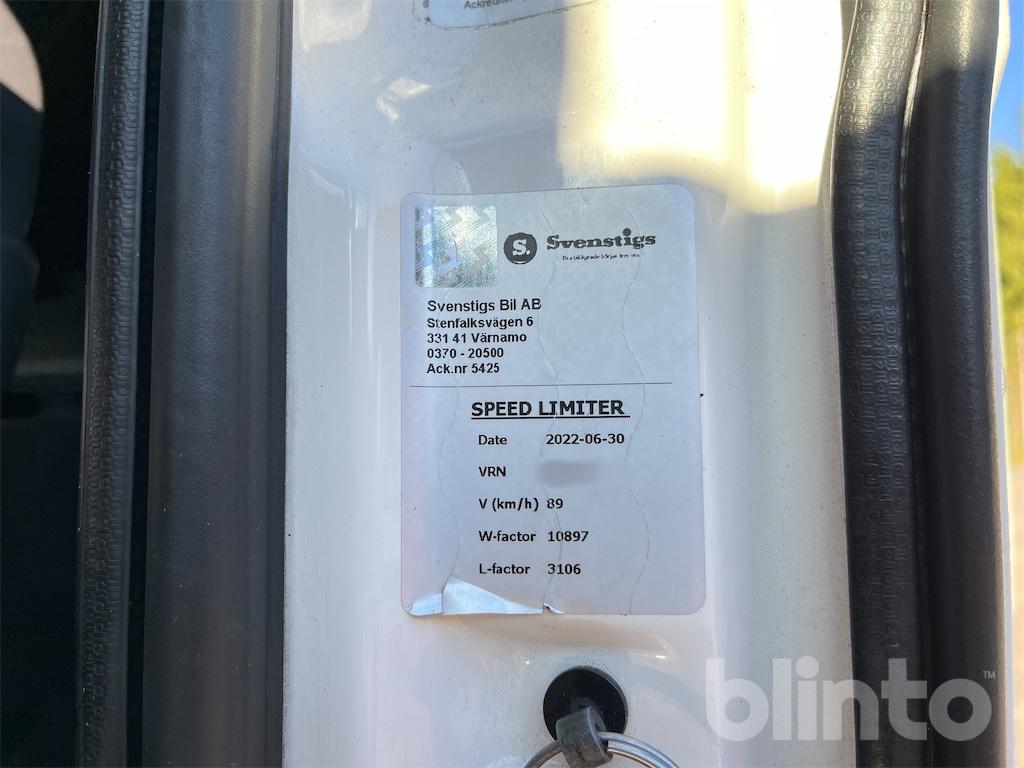 S. Svenstigs
Svenstigs Bil AB
Stenfalksvägen 6
331 41 Värnamo
0370 - 20500
Ack.nr 5425
SPEED LIMITER
Date 2022-06-30
VRN
V (km/h) 89
W-factor 10897
L-factor 3106
blinto™